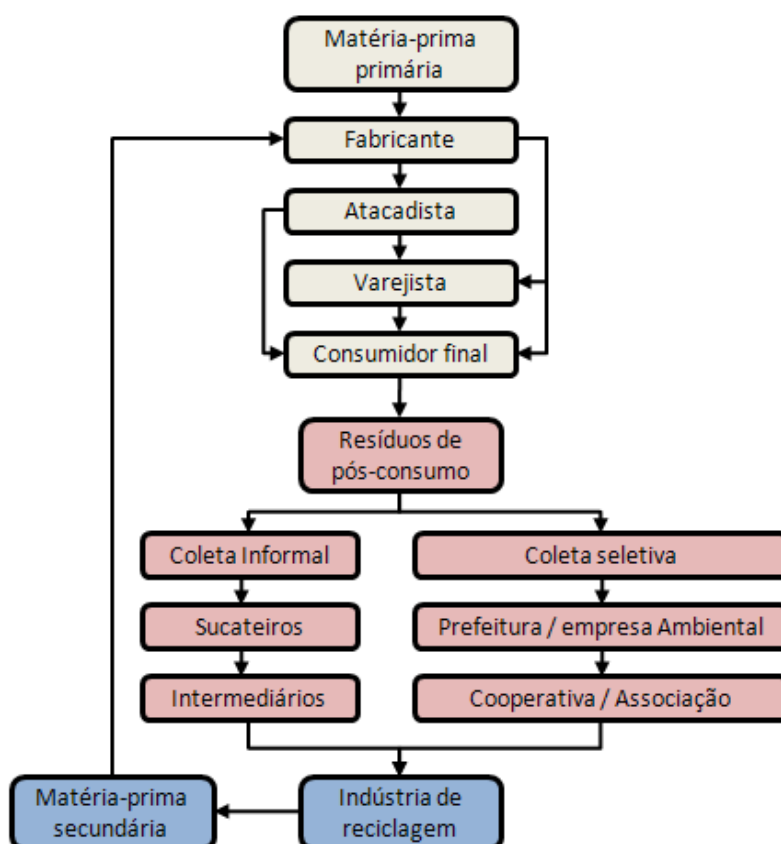 Matéria-prima
primária
Fabricante
Atacadista
Varejista
Consumidor final
Resíduos de
pós-consumo
Coleta Informal
Coleta seletiva
Sucateiros
Prefeitura / empresa Ambiental
Intermediários
Cooperativa / Associação
Matéria-prima
secundária
Indústria de
reciclagem